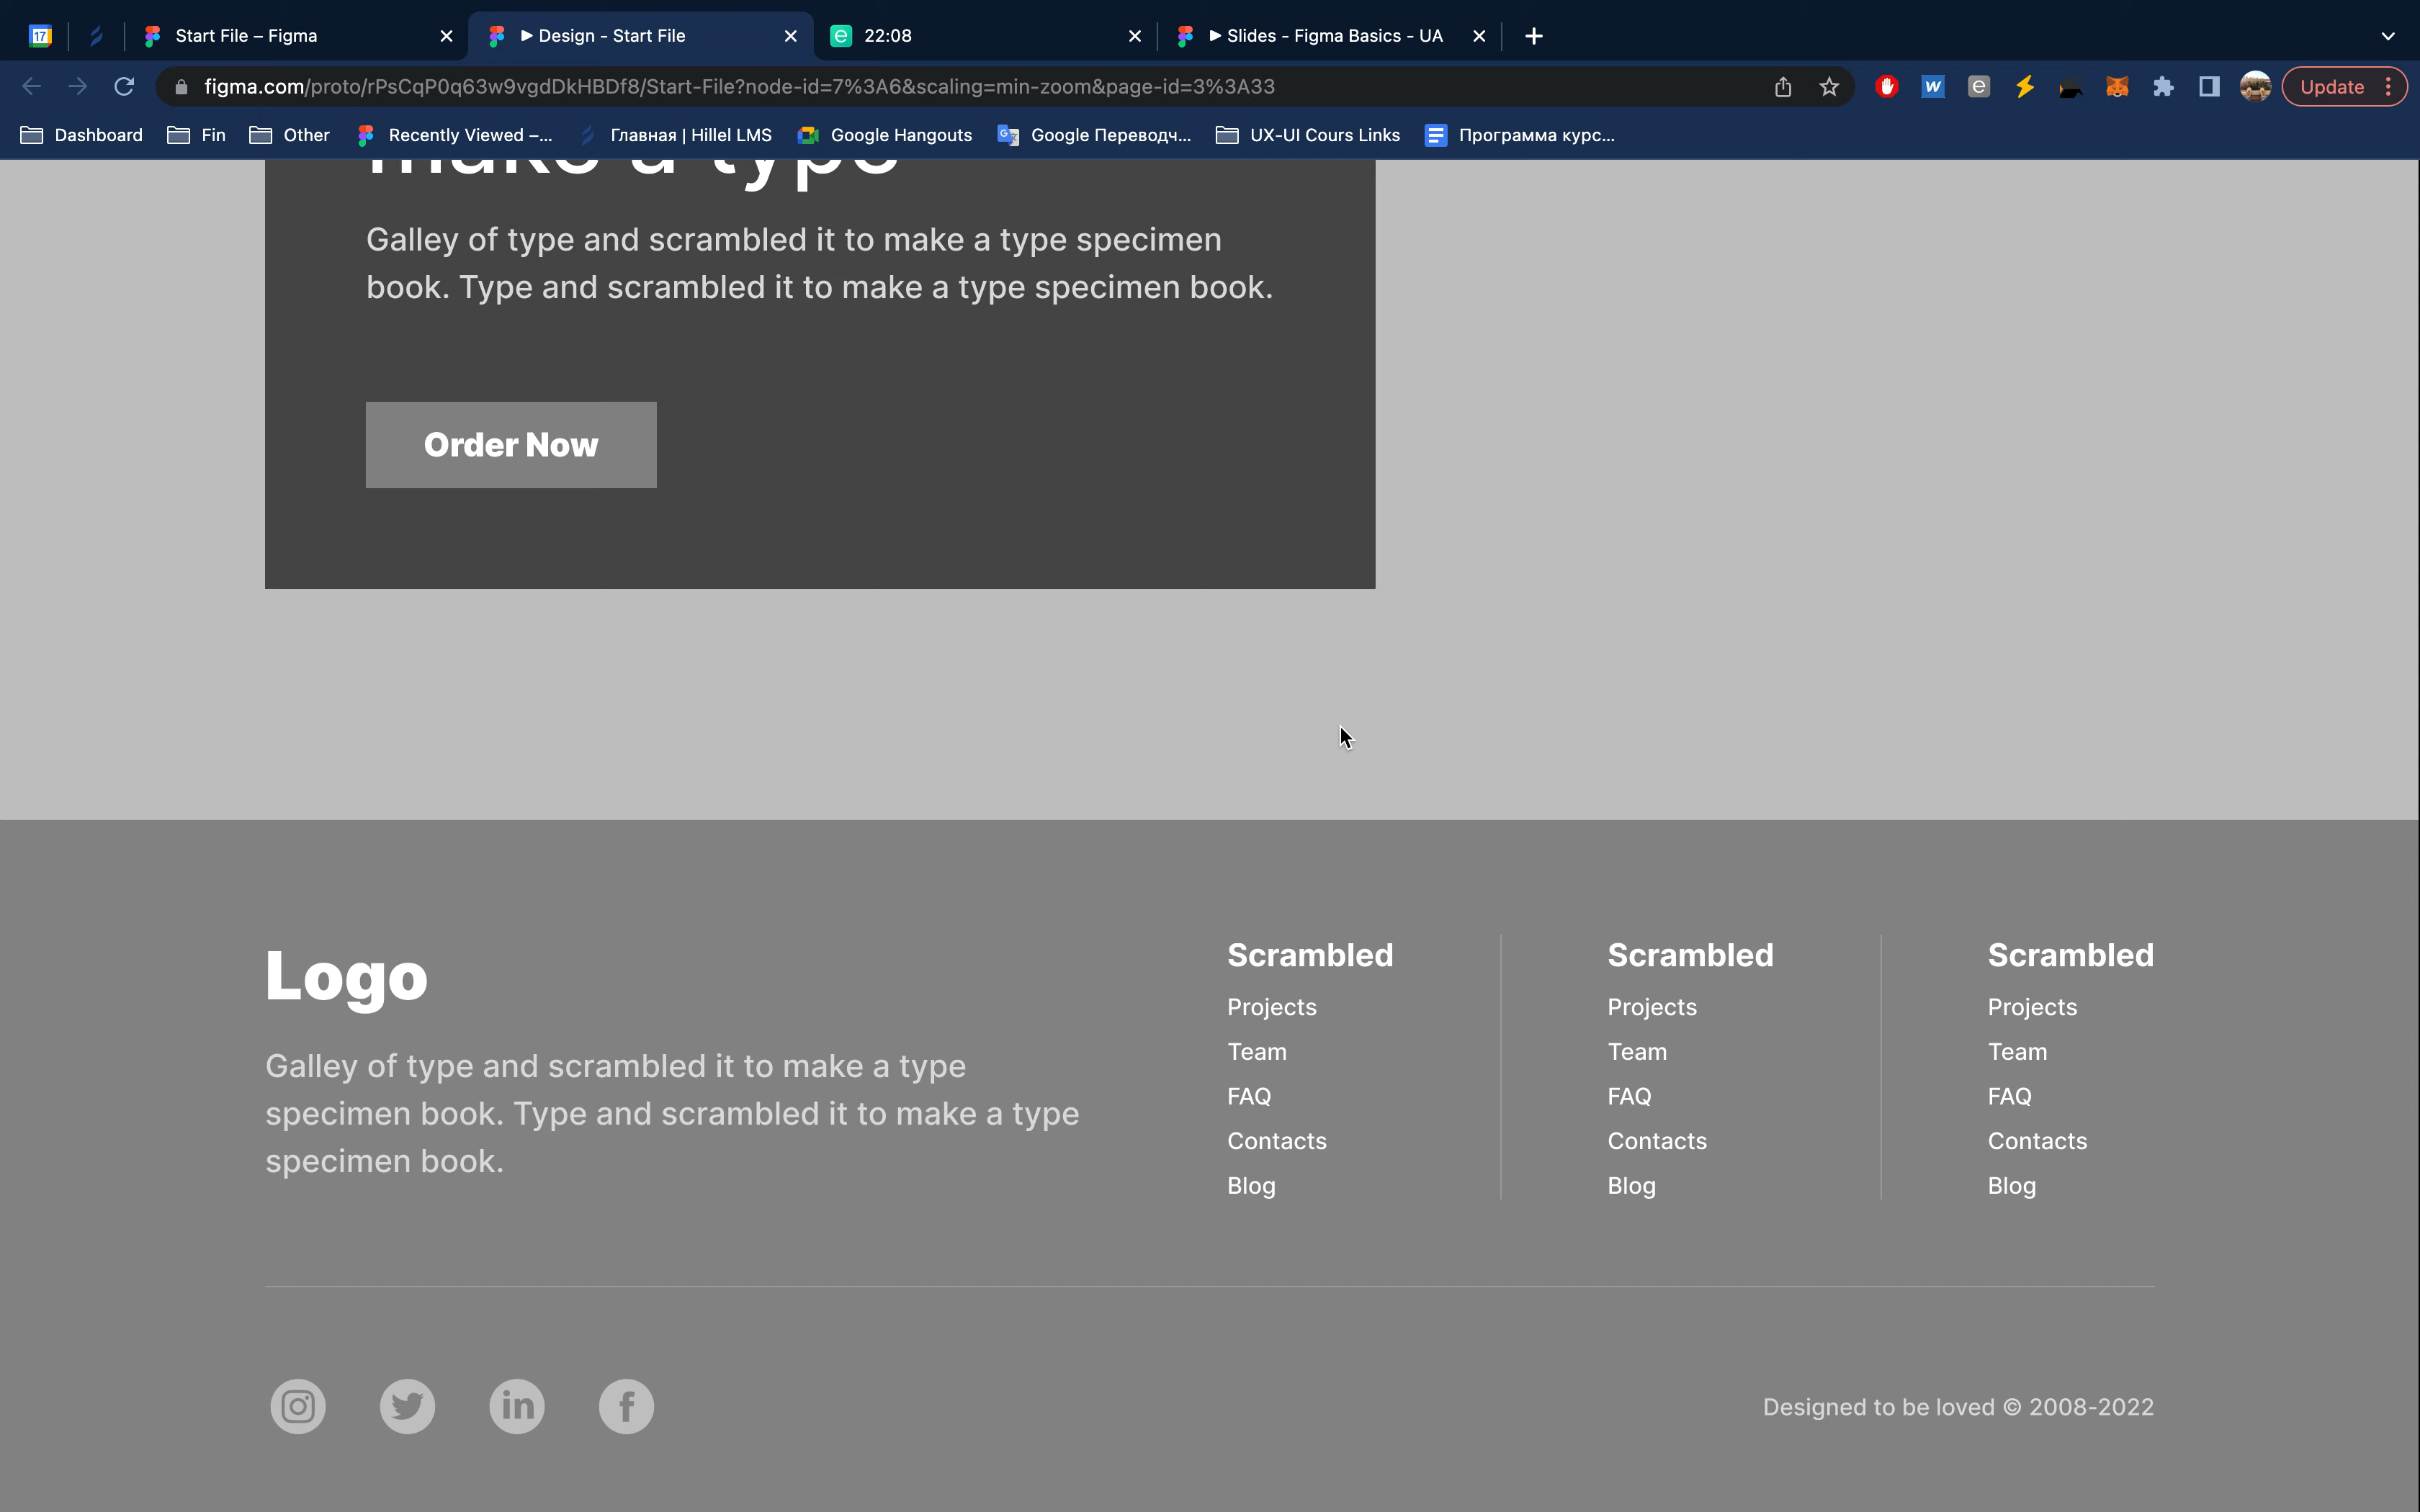 17
Start File – Figma
Design - Start File
e
22:08
Slides - Figma Basics - UA
figma.com/proto/rPsCqP0q63w9vgdDkHBDf8/Start-File?node-id=7%3A6&scaling=min-zoom&page-id=3%3A33
W
e
Update
Dashboard
Fin
Other
Recently Viewed –...
Главная | Hillel LMS
Google Hangouts
Google Переводч...
UX-UI Cours Links
Программа курс...
make a type
Galley of type and scrambled it to make a type specimen
book. Type and scrambled it to make a type specimen book.
Order Now
Logo
Galley of type and scrambled it to make a type
specimen book. Type and scrambled it to make a type
specimen book.
Scrambled
Projects
Team
FAQ
Contacts
Blog
Scrambled
Projects
Team
FAQ
Contacts
Blog
Scrambled
Projects
Team
FAQ
Contacts
Blog
in
f
Designed to be loved © 2008-2022